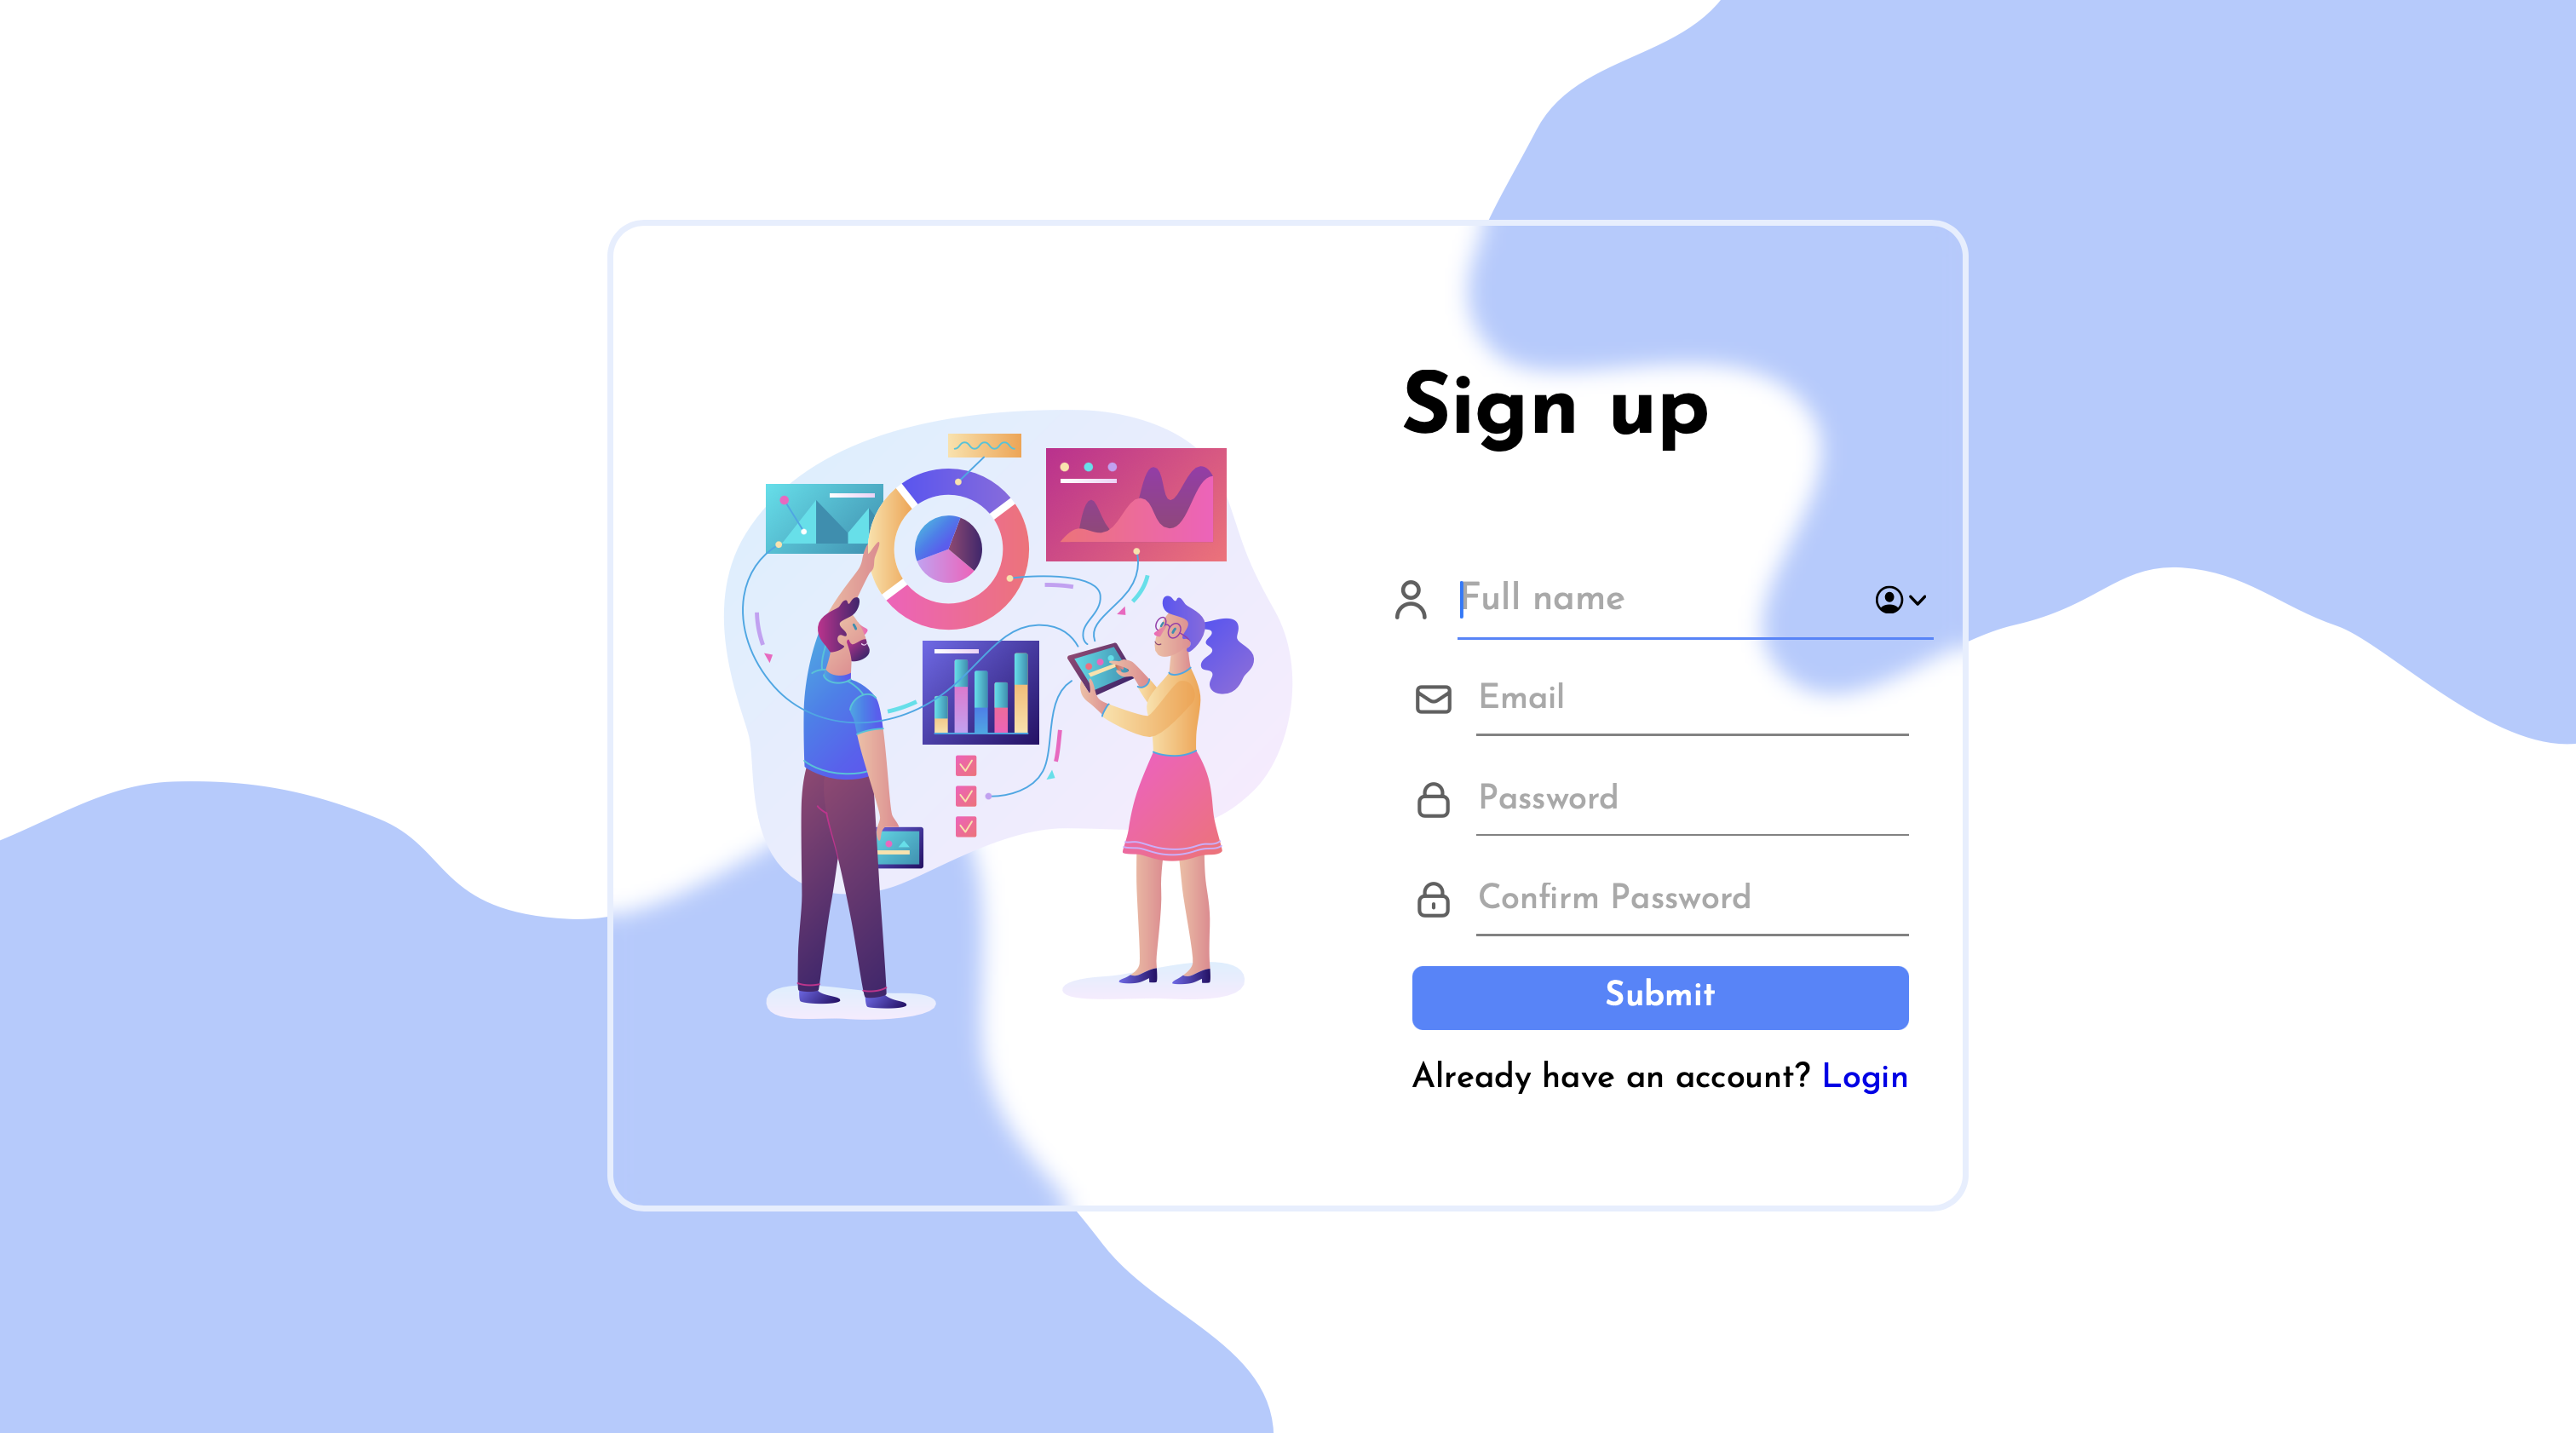 Sign up
Full name
Email
Password
Confirm Password
Submit
Already have an account? Login